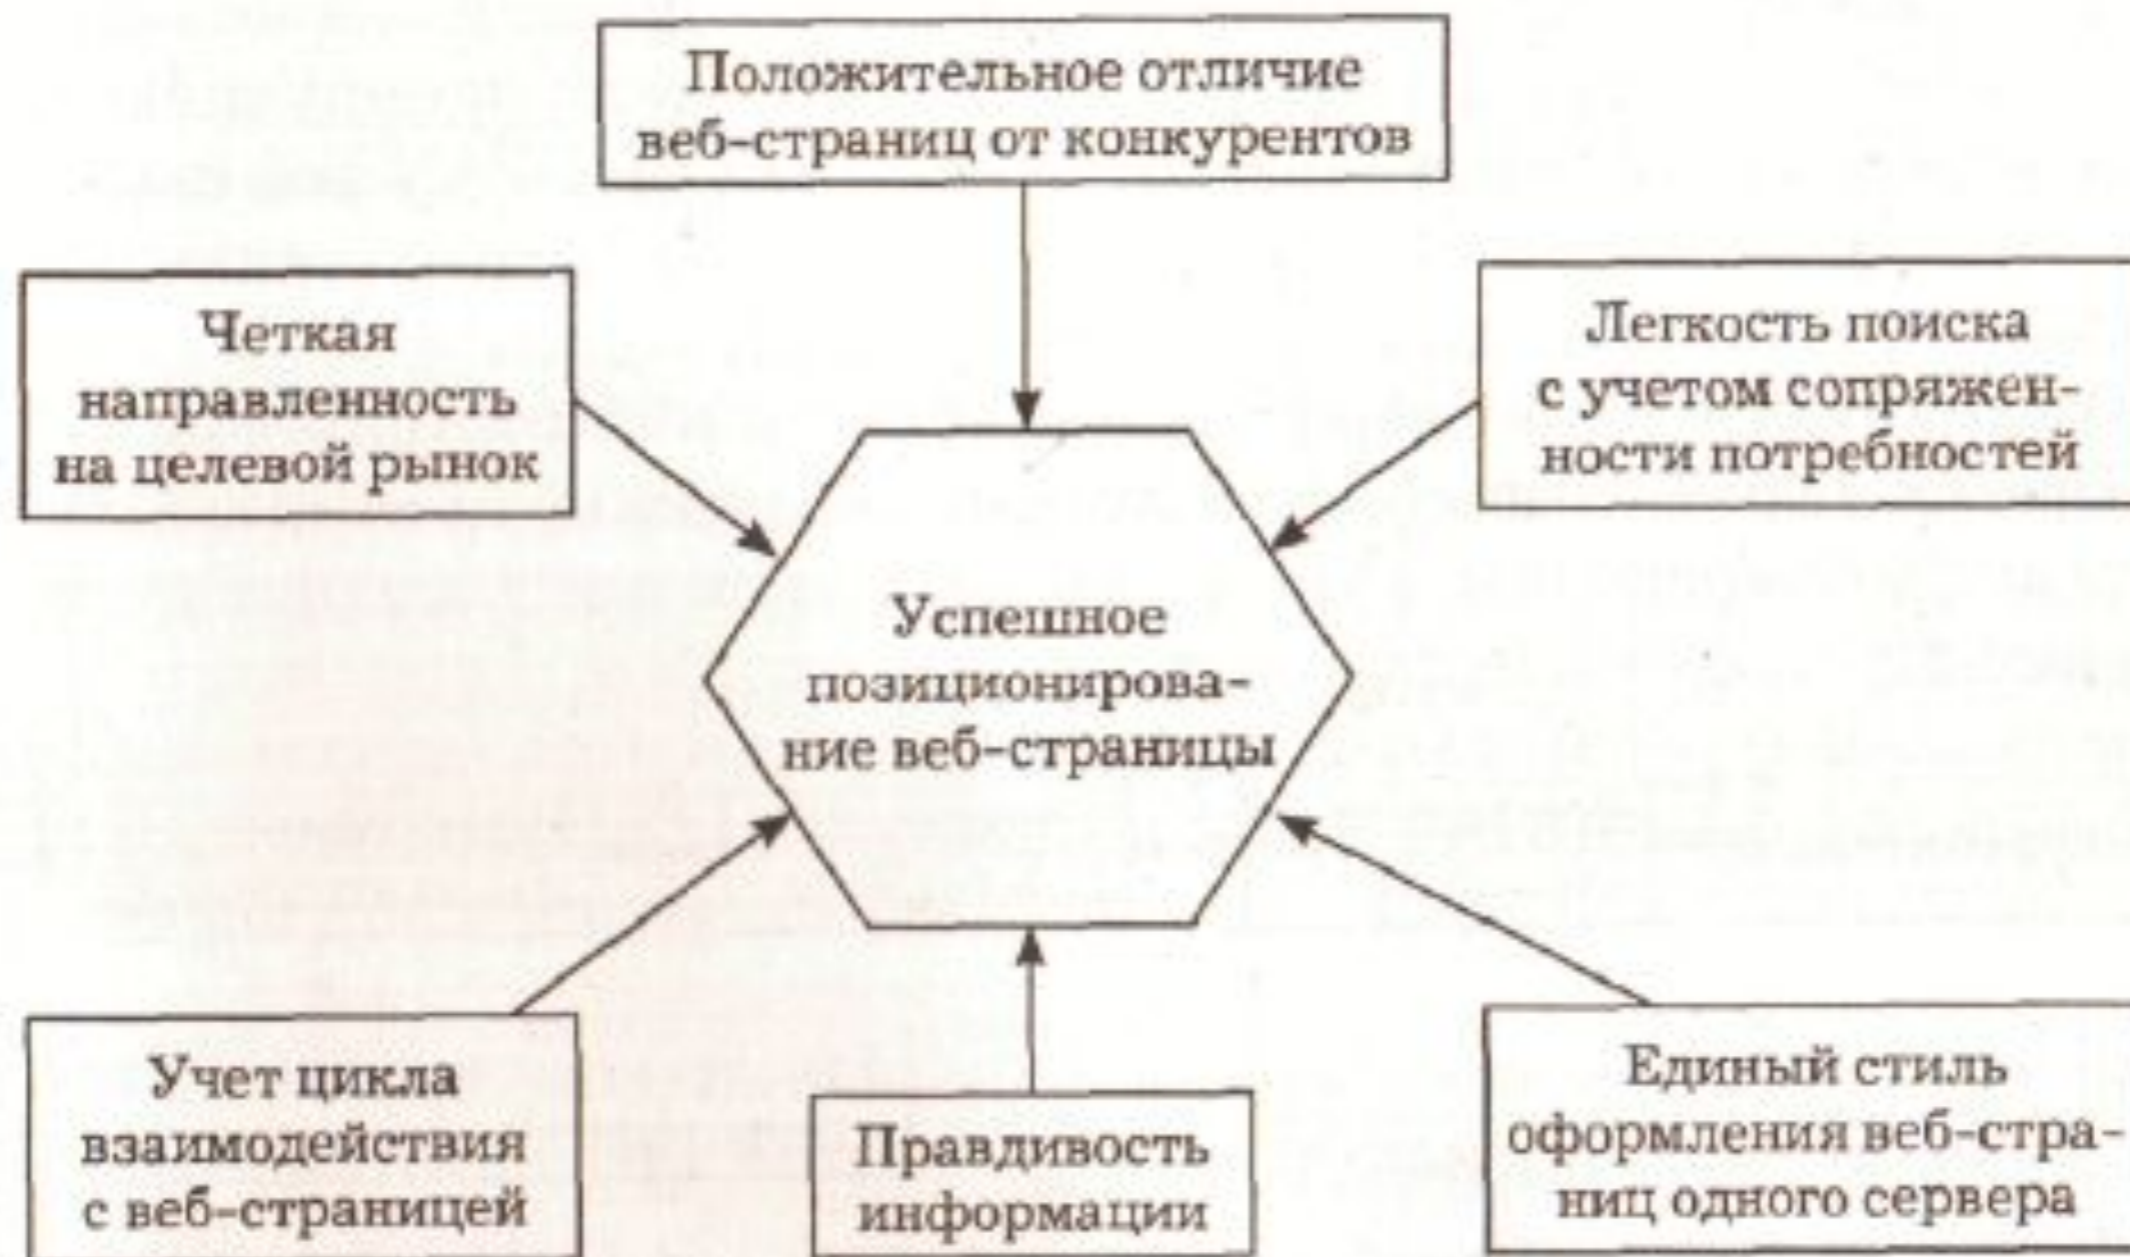 Положительное отличие
веб-страниц от конкурентов
Четкая
направленность
на целевой рынок
Легкость поиска
с учетом сопряжен-
ности потребностей
Успешное
позиционирова-
ние веб-страницы
Учет цикла
взаимодействия
с веб-страницей
Правдивость
информации
Единый стиль
оформления веб-стра-
ниц одного сервера